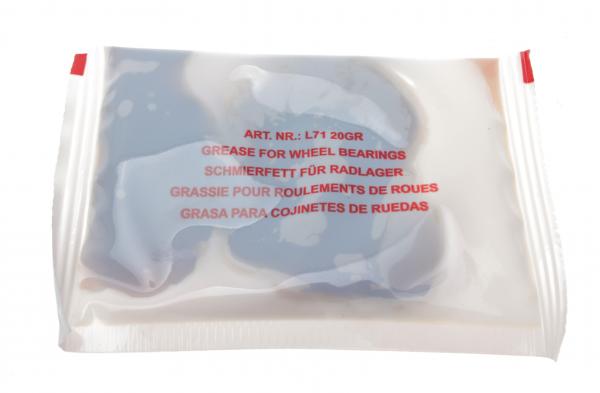 ART. NR.: L71 20GR
GREASE FOR WHEEL BEARINGS
SCHMIERFETT FÜR RADLAGER
GRASSIE POUR ROULEMENTS DE ROUES
GRASA PARA COJINETES DE RUEDAS